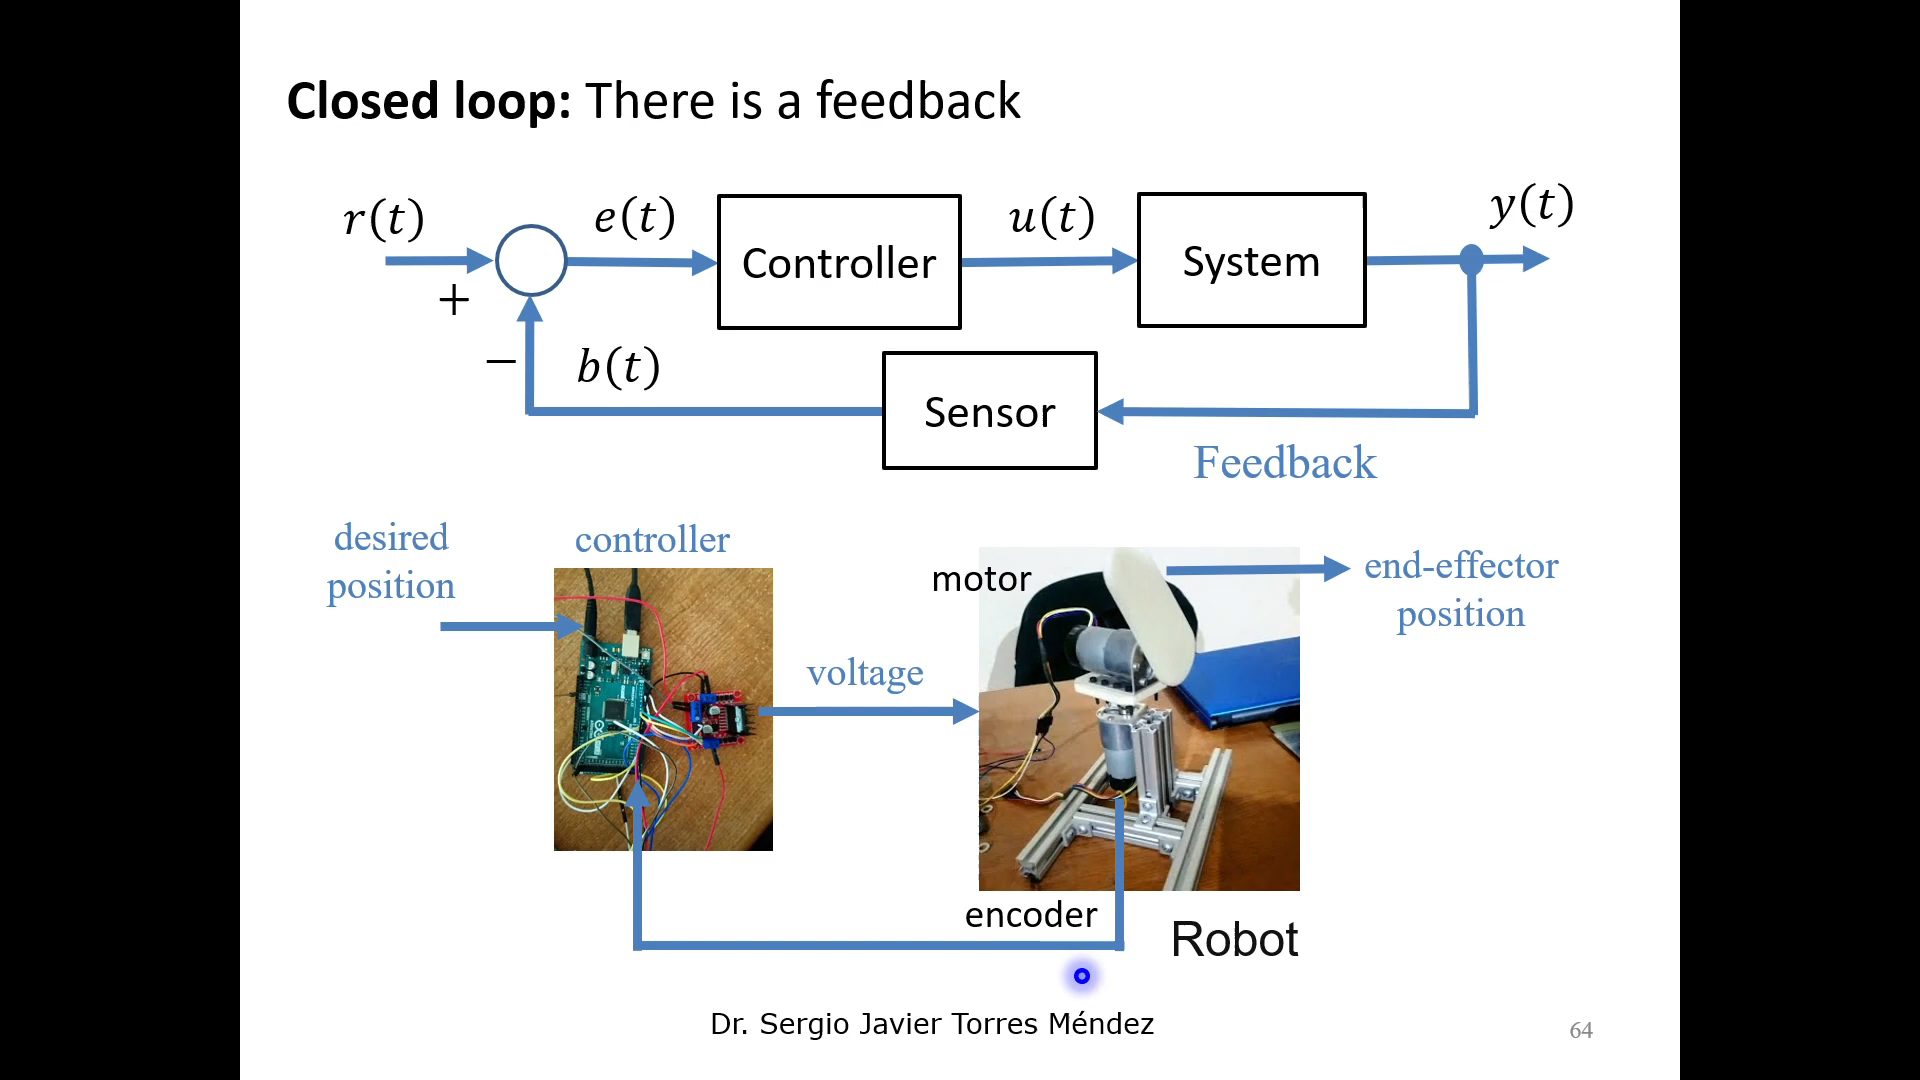 Closed loop: There is a feedback
r(t)
e(t)
u(t)
y(t)
Controller
System
+
−
b(t)
Sensor
Feedback
desired
position
controller
motor
end-effector
position
voltage
encoder
Robot
Dr. Sergio Javier Torres Méndez
64